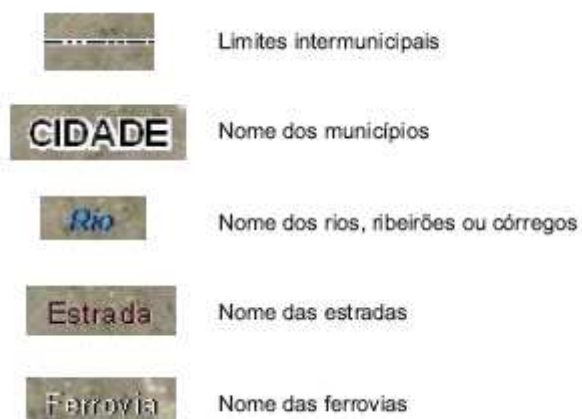 Limites intermunicipais
CIDADE Nome dos municípios
Rio Nome dos rios, ribeirões ou córregos
Estrada Nome das estradas
Ferrovia Nome das ferrovias